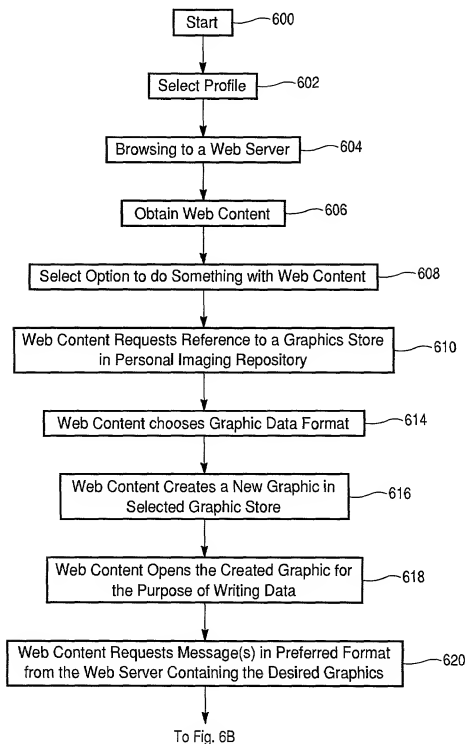 Start
600
Select Profile
602
Browsing to a Web Server
604
Obtain Web Content
606
Select Option to do Something with Web Content
608
Web Content Requests Reference to a Graphics Store
in Personal Imaging Repository
610
Web Content chooses Graphic Data Format
614
Web Content Creates a New Graphic in
Selected Graphic Store
616
Web Content Opens the Created Graphic for
the Purpose of Writing Data
618
Web Content Requests Message(s) in Preferred Format
from the Web Server Containing the Desired Graphics
620
To Fig. 6B